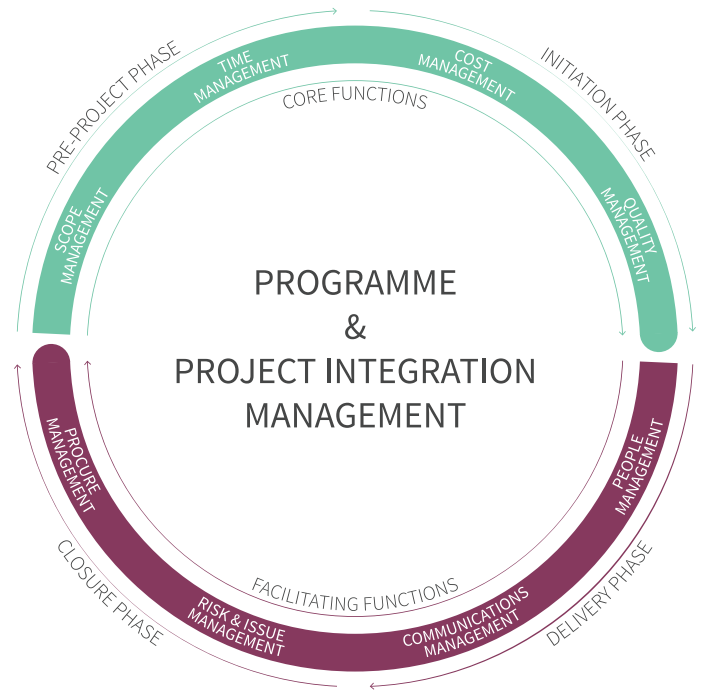 PRE-PROJECT PHASE
INITIATION PHASE
TIME
MANAGEMENT
COST
MANAGEMENT
CORE FUNCTIONS
SCOPE
MANAGEMENT
QUALITY
MANAGEMENT
PROGRAMME
&
PROJECT INTEGRATION
MANAGEMENT
PROCURE
MANAGEMENT
PEOPLE
MANAGEMENT
FACILITATING FUNCTIONS
RISK & ISSUE
MANAGEMENT
COMMUNICATIONS
MANAGEMENT
CLOSURE PHASE
DELIVERY PHASE